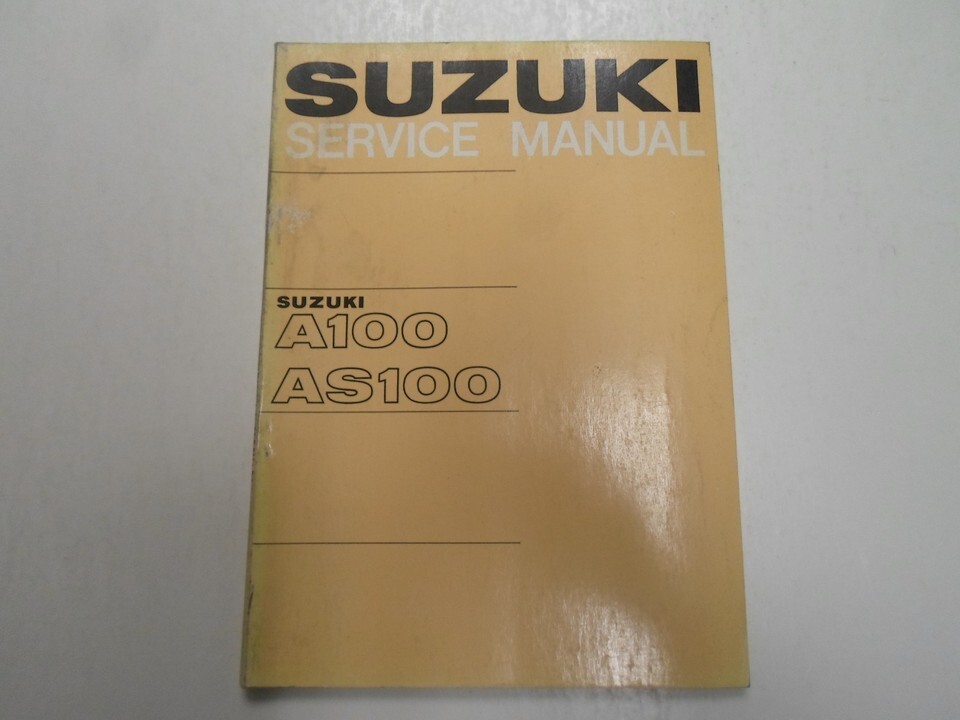 SUZUKI
SERVICE MANUAL
SUZUKI
A100
AS100